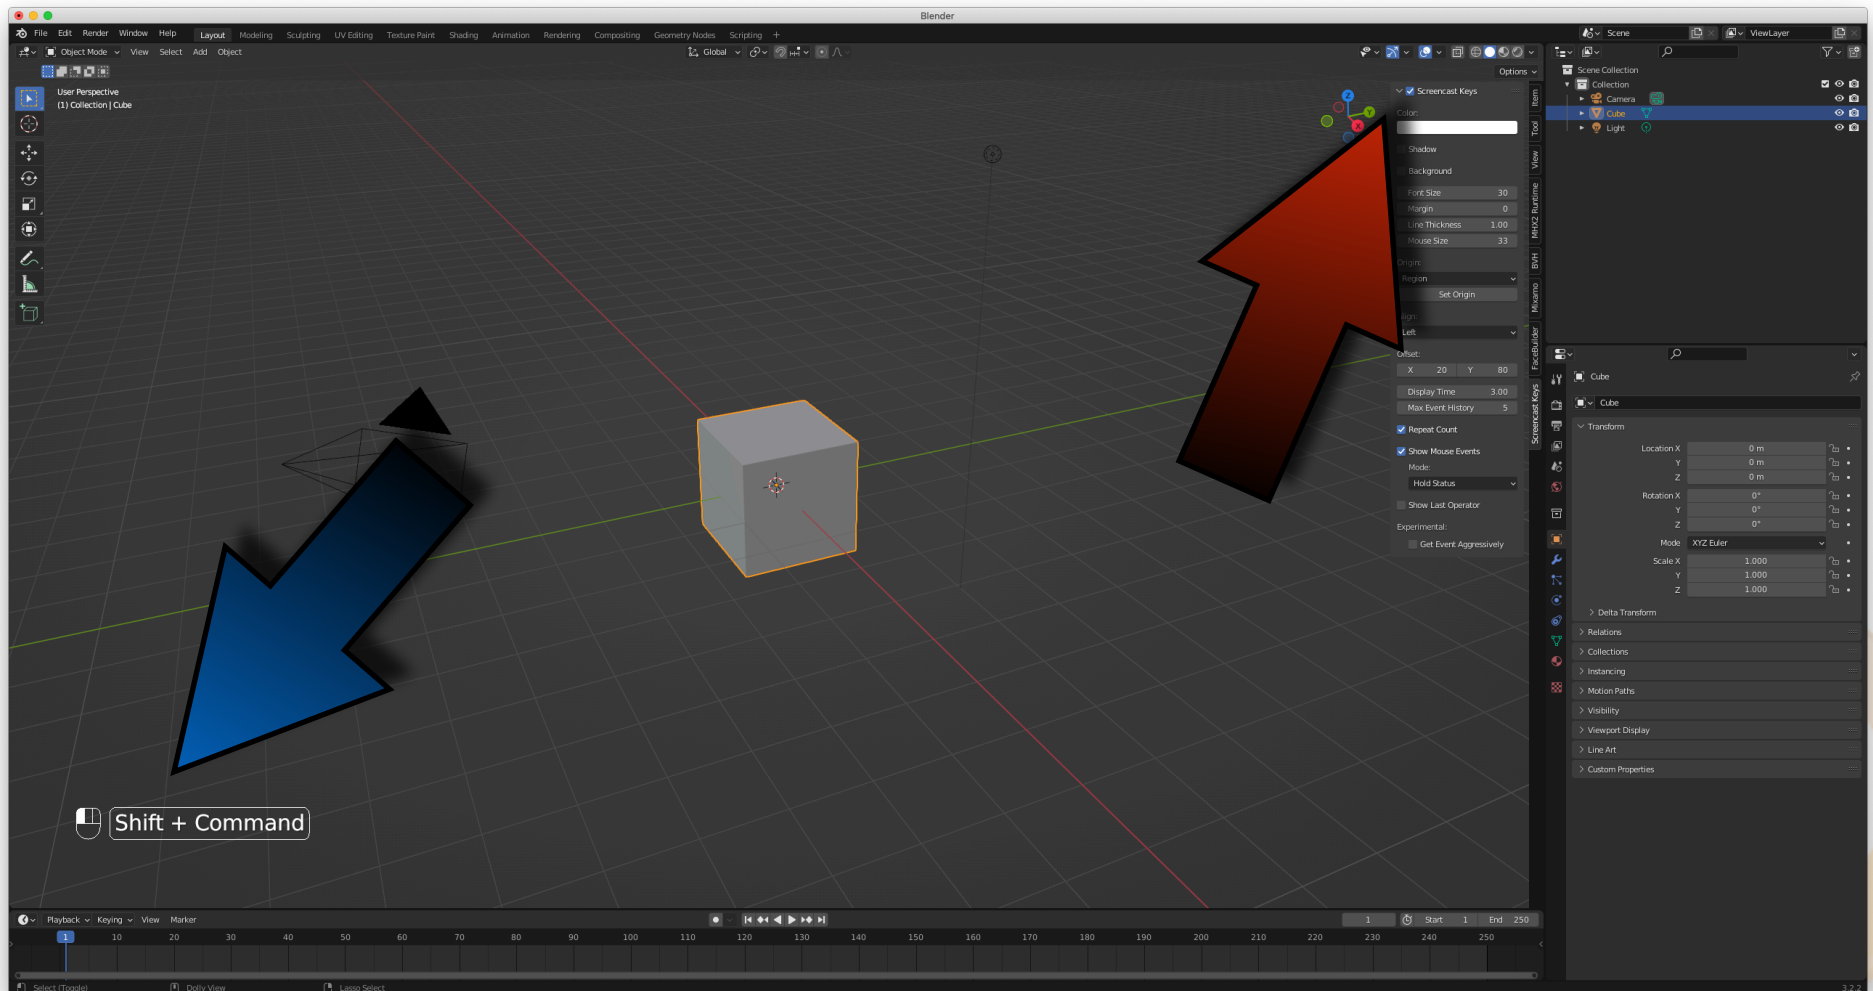 Blender
File Edit Render Window Help Layout Modeling Sculpting UV Editing Texture Paint Shading Animation Rendering Compositing Geometry Nodes Scripting + Scene ViewLayer
Object Mode View Select Add Object Global
Options
User Perspective
(1) Collection | Cube
Z
Y
X
Screencast Keys
Color:
Shadow
Background
Font Size 30
Margin 0
Line Thickness 1.00
Mouse Size 33
Origin:
Region
Set Origin
Align:
Left
Offset:
X 20 Y 80
Display Time 3.00
Max Event History 5
Repeat Count
Show Mouse Events
Mode:
Hold Status
Show Last Operator
Experimental:
Get Event Aggressively
Item
Tool
View
MHX2 Runtime
BVH
Mixamo
FaceBuilder
Screencast Keys
Scene Collection
Collection
Camera
Cube
Light
Cube
Cube
Transform
Location X 0 m
Y 0 m
Z 0 m
Rotation X 0°
Y 0°
Z 0°
Mode XYZ Euler
Scale X 1.000
Y 1.000
Z 1.000
Delta Transform
Relations
Collections
Instancing
Motion Paths
Visibility
Viewport Display
Line Art
Custom Properties
Shift + Command
Playback Keying View Marker 1 Start 1 End 250
1 10 20 30 40 50 60 70 80 90 100 110 120 130 140 150 160 170 180 190 200 210 220 230 240 250
Select (Toggle) Dolly View Lasso Select 3.2.2